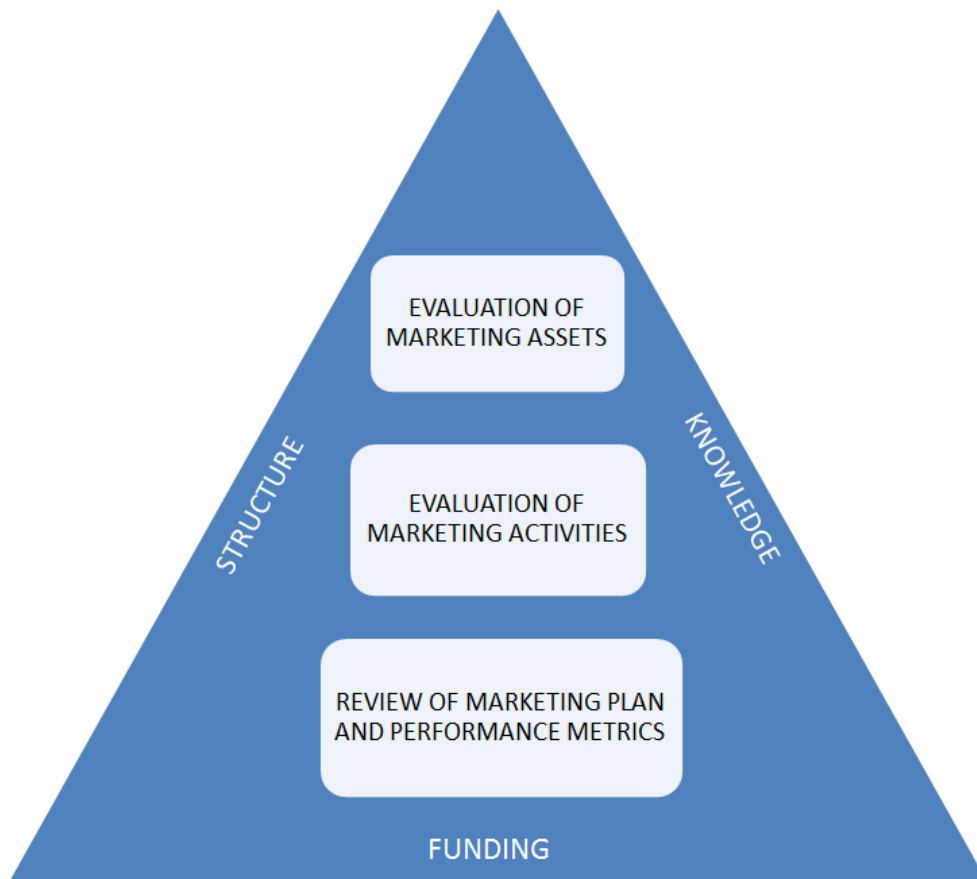 EVALUATION OF
MARKETING ASSETS
STRUCTURE
KNOWLEDGE
EVALUATION OF
MARKETING ACTIVITIES
REVIEW OF MARKETING PLAN
AND PERFORMANCE METRICS
FUNDING